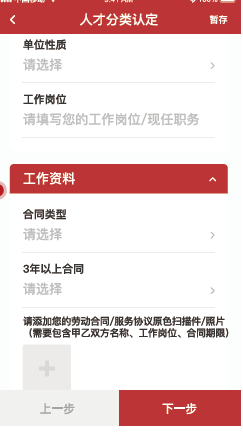 人才分类认定
暂存
单位性质
请选择
工作岗位
请填写您的工作岗位/现任职务
工作资料
合同类型
请选择
3年以上合同
请选择
请添加您的劳动合同/服务协议原色扫描件/照片
（需要包含甲乙双方名称、工作岗位、合同期限）
上一步
下一步